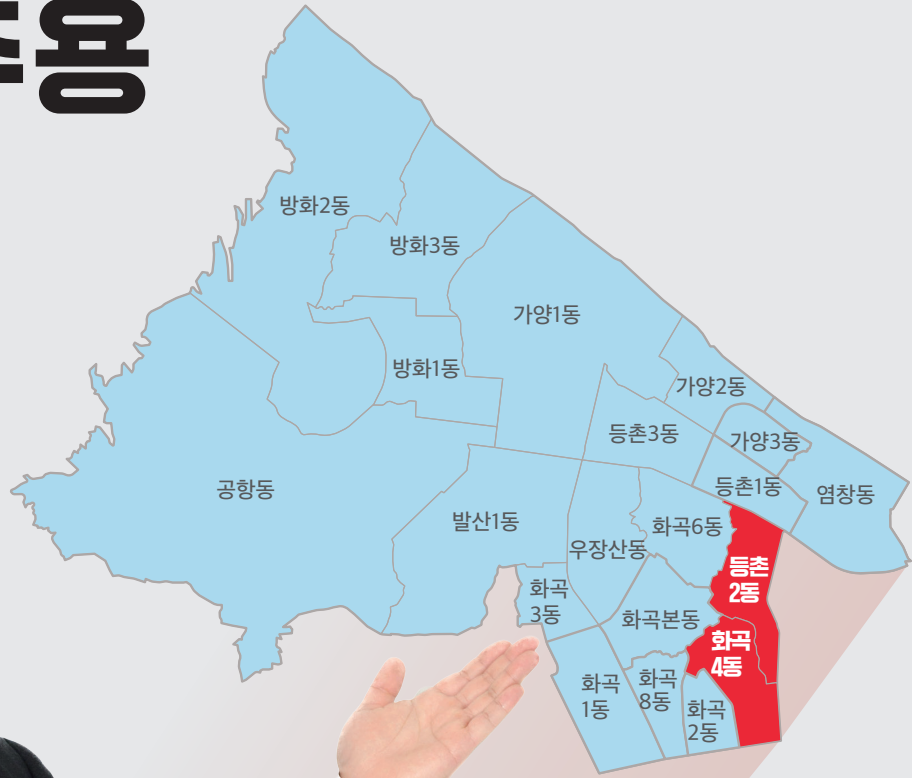 용
방화2동
방화3동
가양1동
방화1동
가양2동
등촌3동
가양3동
공항동
등촌1동
염창동
발산1동
화곡6동
우장산동
등촌
2동
화곡
3동
화곡본동
화곡
4동
화곡
1동
화곡
8동
화곡
2동